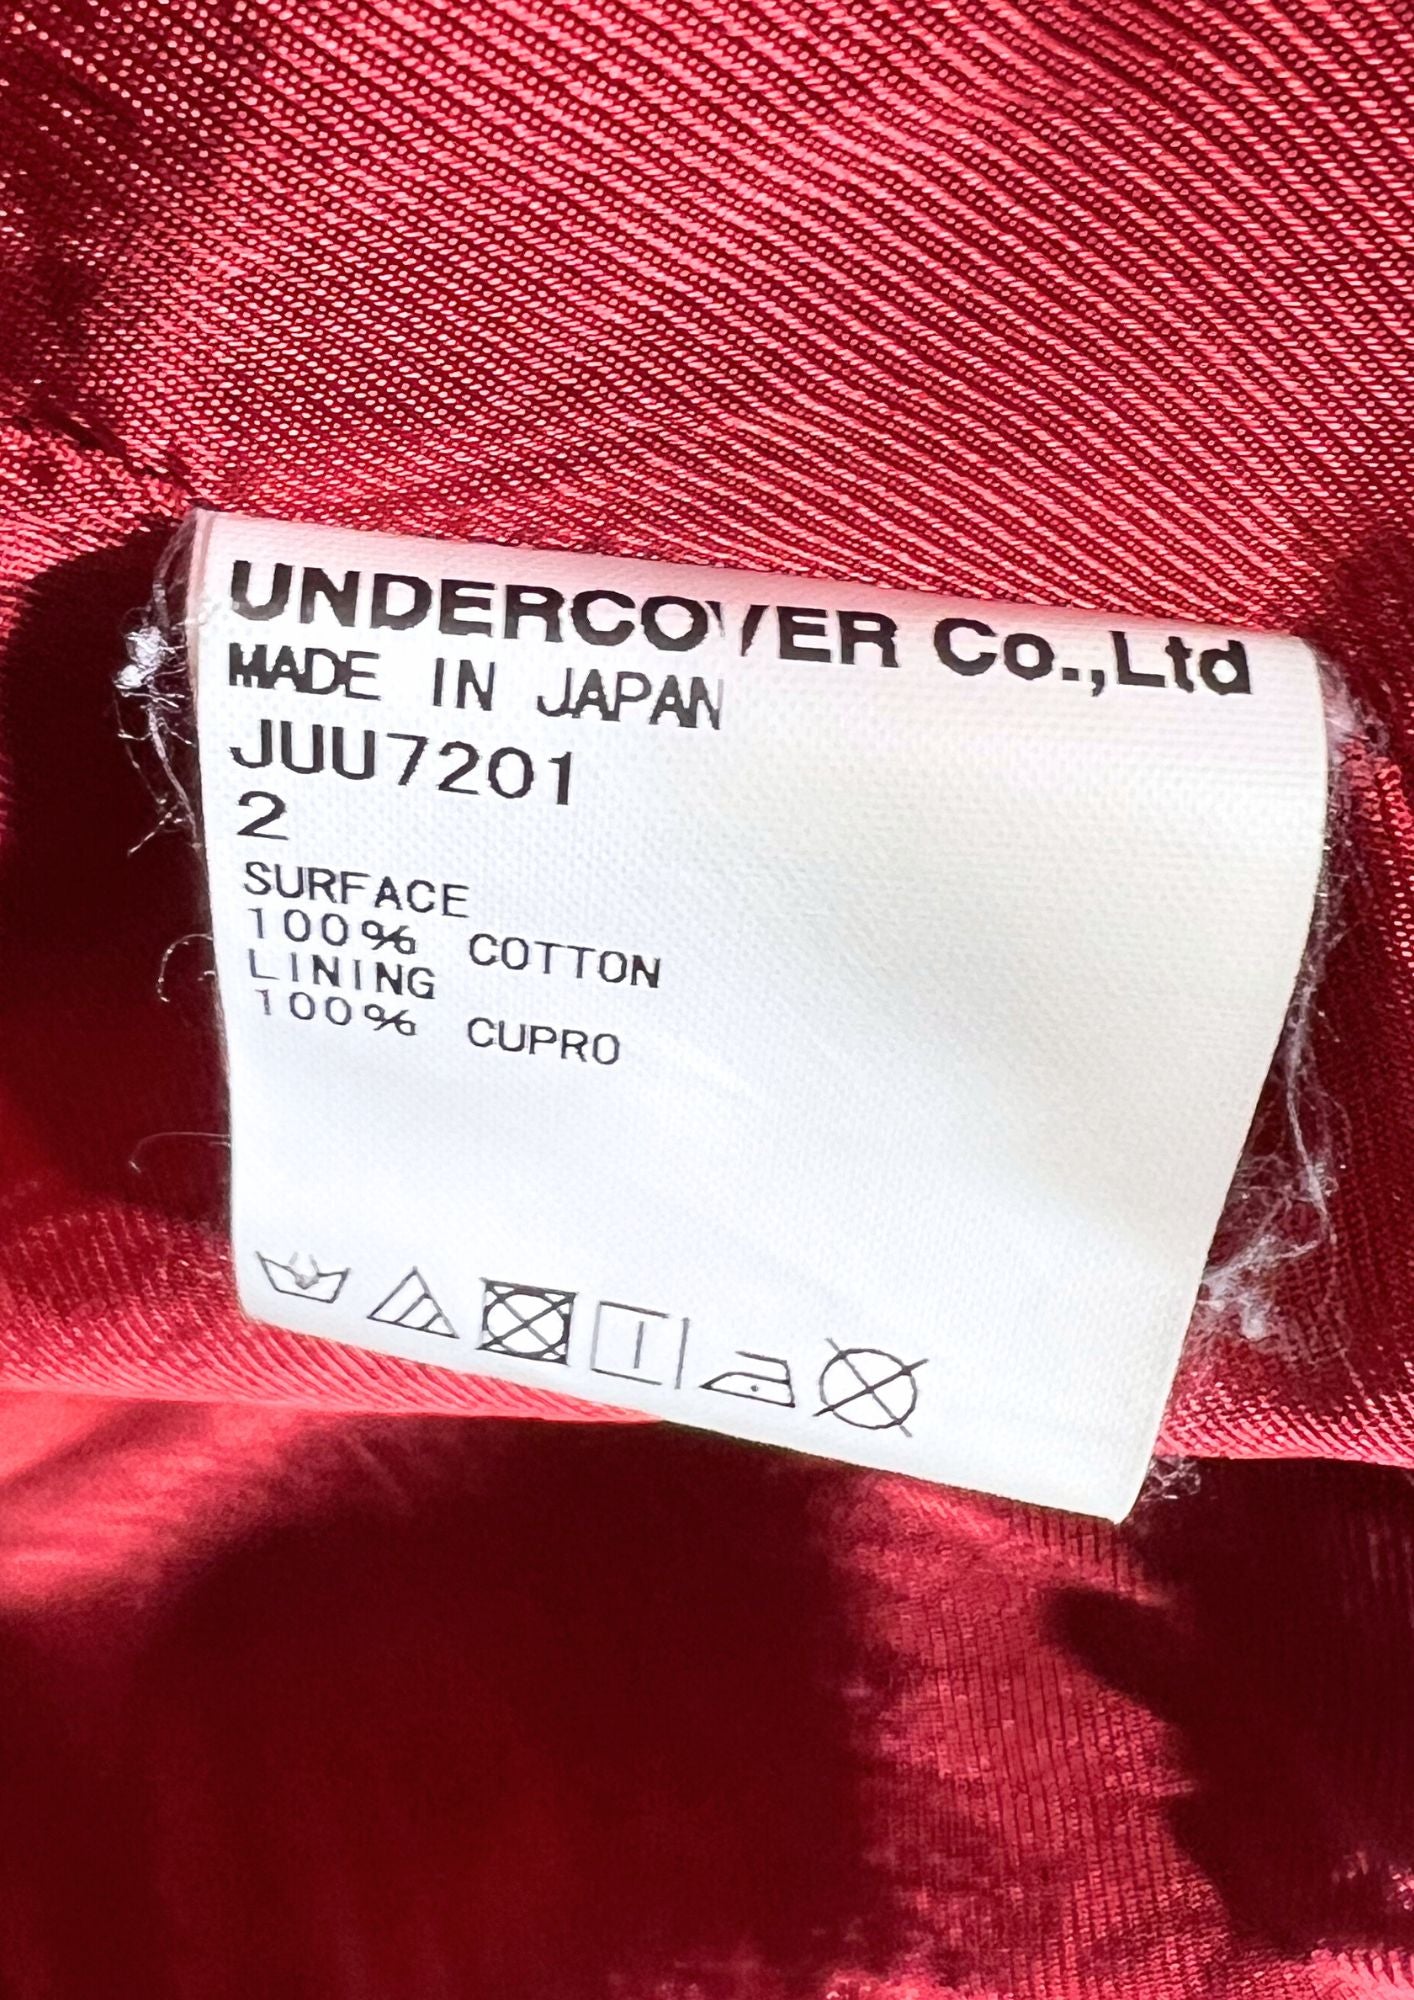 UNDERCOVER Co.,Ltd
MADE IN JAPAN
JUU7201
2
SURFACE
100% COTTON
LINING
100% CUPRO